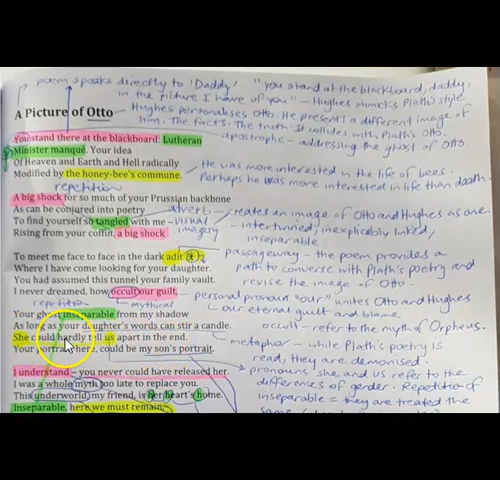 poem speaks directly to 'Daddy' "you stand at the blackboard, daddy,
in the picture I have of you" - Hughes mimicks Plath's style
A Picture of Otto - Hughes personalises Otto. He presents a different image of
him. The facts. The truth. It collides with Plath's Otto.
You stand there at the blackboard: Lutheran apostrophe - addressing the ghost of Otto.
Minister manqué. Your idea
Of Heaven and Earth and Hell radically He was more interested in the life of bees.
Modified by the honey-bee's commune. Perhaps he was more interested in life than death.
repetition
A big shock for so much of your Prussian backbone
As can be conjured into poetry adverb creates an image of Otto and Hughes as one
To find yourself so tangled with me - visual intertwined, inexplicably linked,
Rising from your coffin, a big shock imagery inseparable.
To meet me face to face in the dark adit passageway - the poem provides a
Where I have come looking for your daughter. path to converge with Plath's poetry and
You had assumed this tunnel your family vault. revise the image of Otto.
I never dreamed, however occult our guilt, personal pronoun "our" unites Otto and Hughes
repetition mythical our eternal guilt and blame
Your ghost inseparable from my shadow
As long as your daughter's words can stir a candle. occult - refer to the myth of Orpheus.
She could hardly tell us apart in the end. metaphor - while Plath's poetry is
Your portrait, here, could be my son's portrait. read, they are demonised.
I understand - you never could have released her. pronouns she and us refer to the
I was a whole myth too late to replace you. differences of gender. Repetition of
This underworld, my friend, is her heart's home. inseparable = they are treated the
Inseparable, here we must remain, same